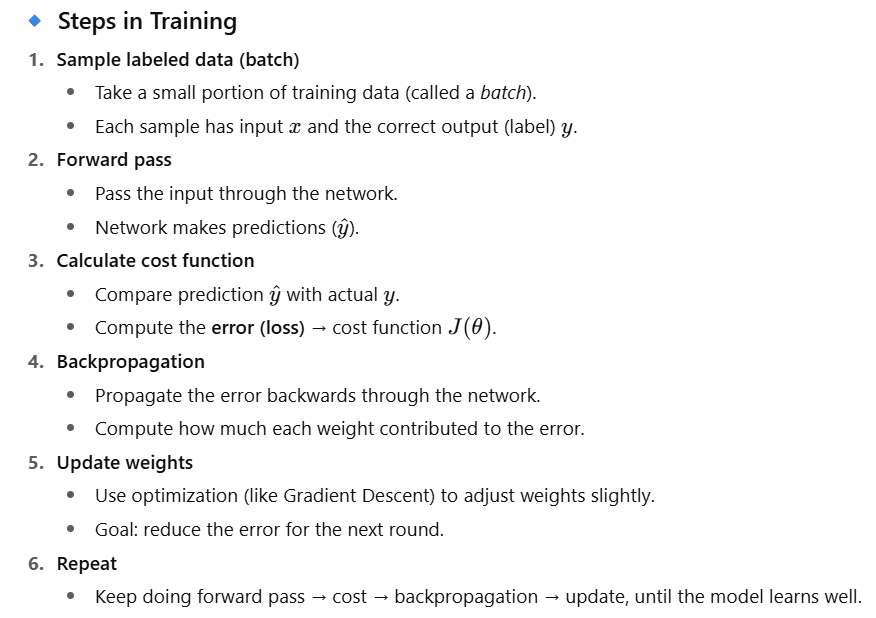 Steps in Training
1. Sample labeled data (batch)
• Take a small portion of training data (called a batch).
• Each sample has input x and the correct output (label) y.
2. Forward pass
• Pass the input through the network.
• Network makes predictions (ŷ).
3. Calculate cost function
• Compare prediction ŷ with actual y.
• Compute the error (loss) → cost function J(θ).
4. Backpropagation
• Propagate the error backwards through the network.
• Compute how much each weight contributed to the error.
5. Update weights
• Use optimization (like Gradient Descent) to adjust weights slightly.
• Goal: reduce the error for the next round.
6. Repeat
• Keep doing forward pass → cost → backpropagation → update, until the model learns well.